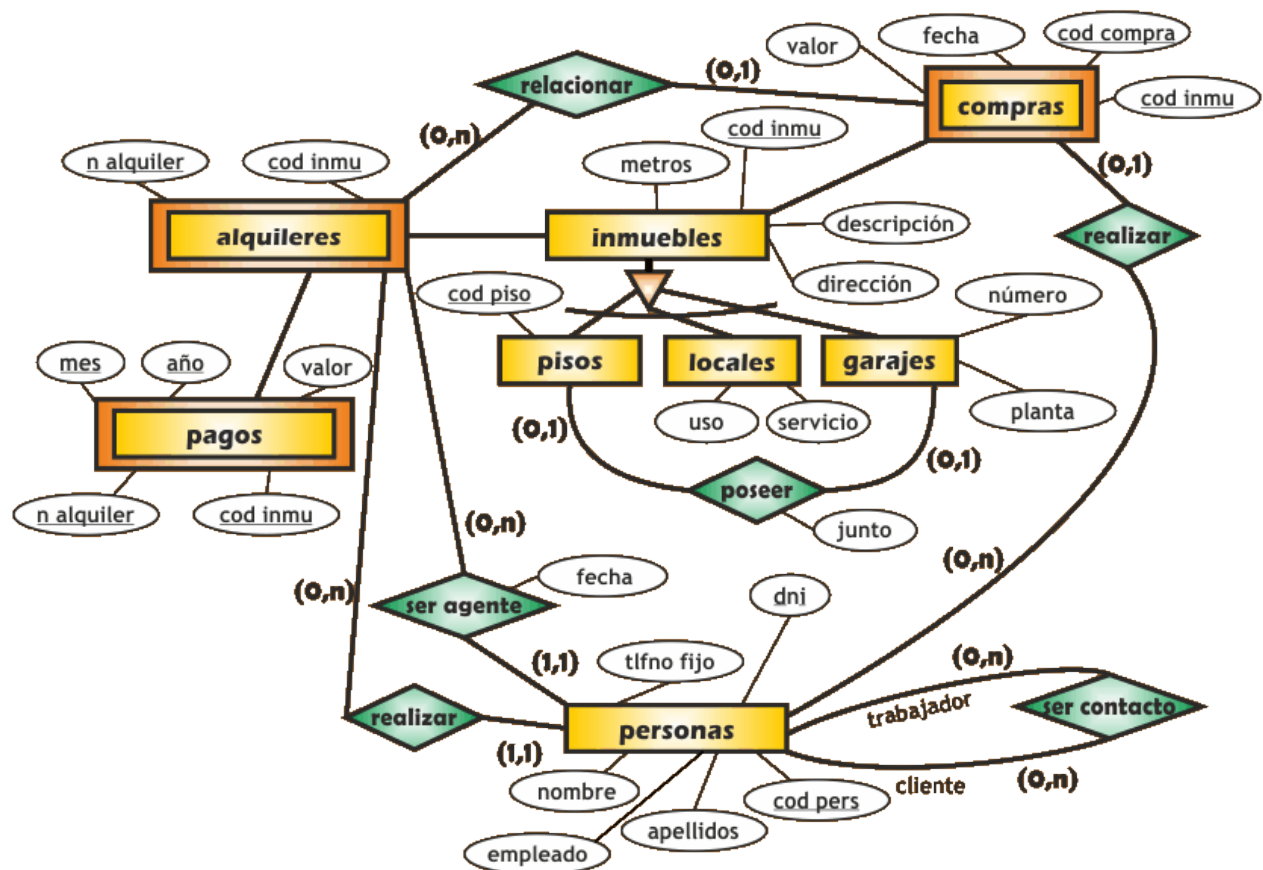 valor
fecha
cod compra
relacionar
(0,1)
compras
cod inmu
(0,n)
cod inmu
n alquiler
cod inmu
metros
(0,1)
alquileres
inmuebles
descripción
realizar
cod piso
dirección
número
mes
año
valor
pisos
locales
garajes
pagos
(0,1)
uso
servicio
planta
(0,1)
n alquiler
cod inmu
poseer
(0,n)
junto
(0,n)
fecha
(0,n)
ser agente
dni
(1,1)
tlfno fijo
(0,n)
realizar
personas
trabajador
ser contacto
(1,1)
nombre
cod pers
cliente
(0,n)
apellidos
empleado